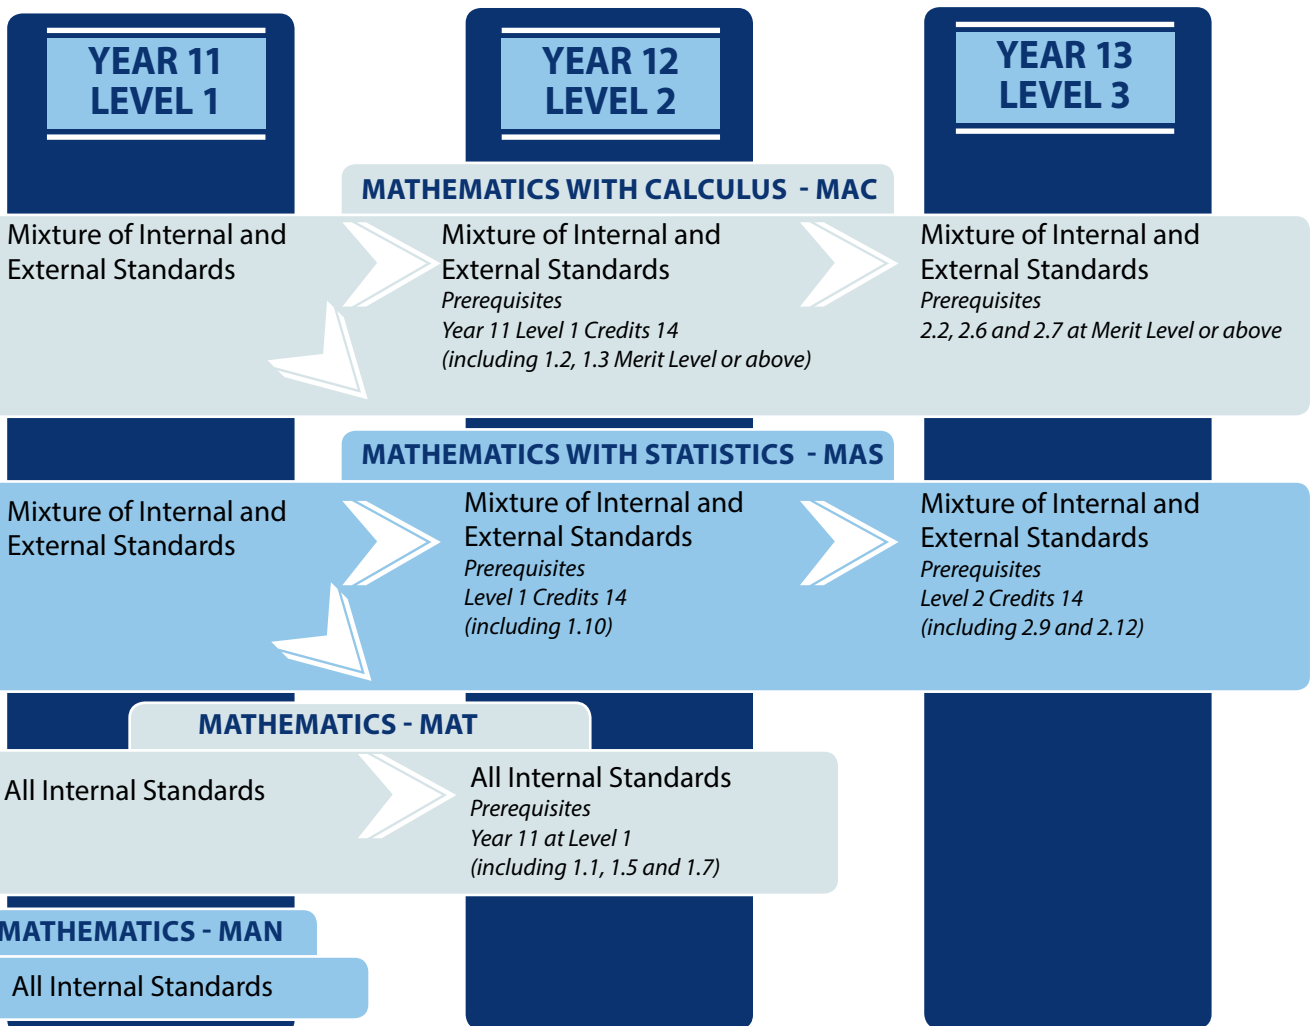 YEAR 11
LEVEL 1
YEAR 12
LEVEL 2
YEAR 13
LEVEL 3
MATHEMATICS WITH CALCULUS - MAC
Mixture of Internal and
External Standards
Mixture of Internal and
External Standards
Prerequisites
Year 11 Level 1 Credits 14
(including 1.2, 1.3 Merit Level or above)
Mixture of Internal and
External Standards
Prerequisites
2.2, 2.6 and 2.7 at Merit Level or above
MATHEMATICS WITH STATISTICS - MAS
Mixture of Internal and
External Standards
Mixture of Internal and
External Standards
Prerequisites
Level 1 Credits 14
(including 1.10)
Mixture of Internal and
External Standards
Prerequisites
Level 2 Credits 14
(including 2.9 and 2.12)
MATHEMATICS - MAT
All Internal Standards
All Internal Standards
Prerequisites
Year 11 at Level 1
(including 1.1, 1.5 and 1.7)
MATHEMATICS - MAN
All Internal Standards